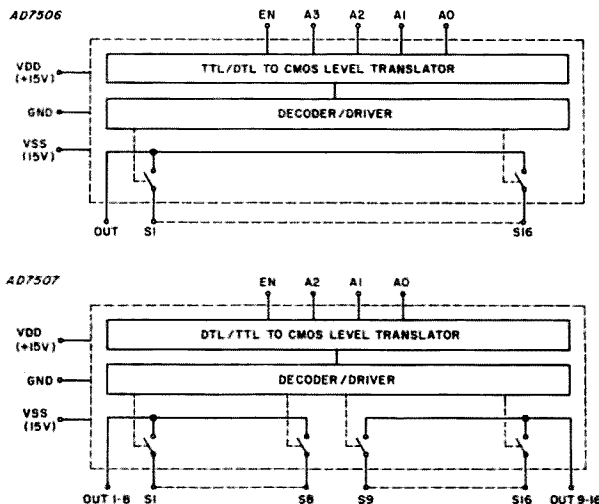 AD7506
EN A3 A2 A1 A0
TTL/DTL TO CMOS LEVEL TRANSLATOR
VDD
(+15V)
DECODER/DRIVER
GND
VSS
(15V)
OUT S1 S16
AD7507
EN A2 A1 A0
DTL/TTL TO CMOS LEVEL TRANSLATOR
VDD
(+15V)
DECODER/DRIVER
GND
VSS
(15V)
OUT 1-8 S1 S8 S9 S16 OUT 9-16